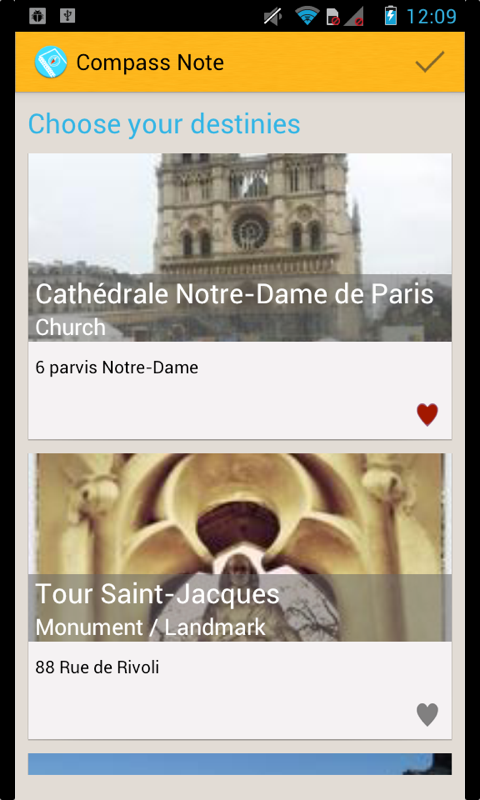 12:09
Compass Note
Choose your destinies
Cathédrale Notre-Dame de Paris
Church
6 parvis Notre-Dame
Tour Saint-Jacques
Monument / Landmark
88 Rue de Rivoli